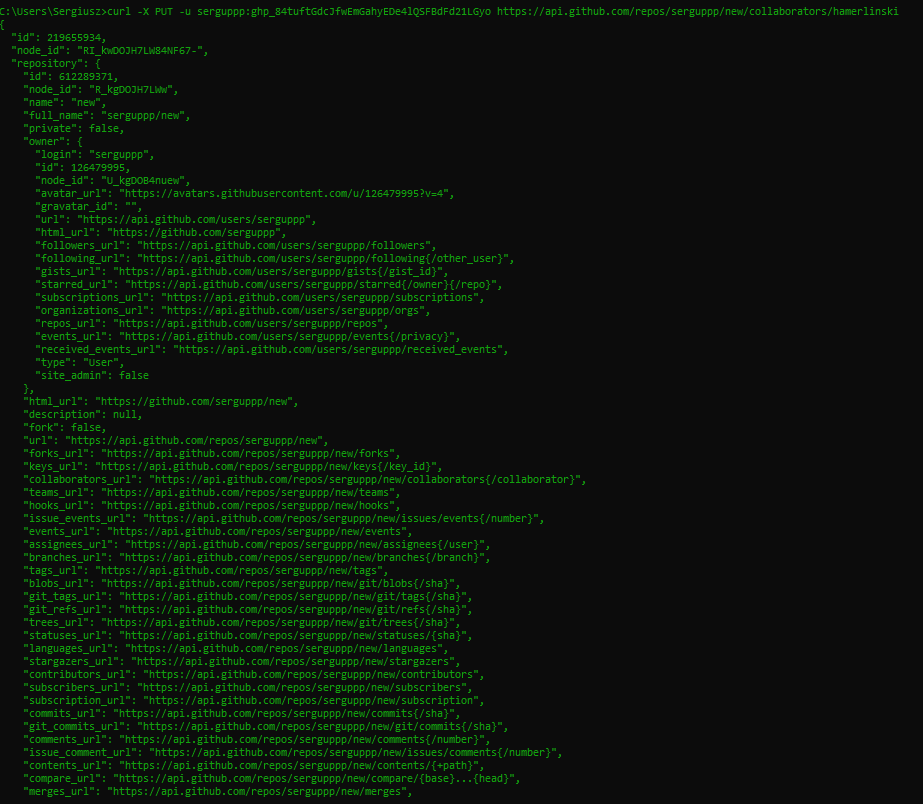 C:\Users\Sergiusz>curl -X PUT -u serguppp: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 https://api.github.com/repos/serguppp/new/collaborators/hamerlinski
{
  "id": 219655934,
  "node_id": "RI_kwDOJH7LW84NF67-",
  "repository": {
    "id": 612289371,
    "node_id": "R_kgDOJH7LWw",
    "name": "new",
    "full_name": "serguppp/new",
    "private": false,
    "owner": {
      "login": "serguppp",
      "id": 126479995,
      "node_id": "U_kgDOB4nuew",
      "avatar_url": "https://avatars.githubusercontent.com/u/126479995?v=4",
      "gravatar_id": "",
      "url": "https://api.github.com/users/serguppp",
      "html_url": "https://github.com/serguppp",
      "followers_url": "https://api.github.com/users/serguppp/followers",
      "following_url": "https://api.github.com/users/serguppp/following{/other_user}",
      "gists_url": "https://api.github.com/users/serguppp/gists{/gist_id}",
      "starred_url": "https://api.github.com/users/serguppp/starred{/owner}{/repo}",
      "subscriptions_url": "https://api.github.com/users/serguppp/subscriptions",
      "organizations_url": "https://api.github.com/users/serguppp/orgs",
      "repos_url": "https://api.github.com/users/serguppp/repos",
      "events_url": "https://api.github.com/users/serguppp/events{/privacy}",
      "received_events_url": "https://api.github.com/users/serguppp/received_events",
      "type": "User",
      "site_admin": false
    },
    "html_url": "https://github.com/serguppp/new",
    "description": null,
    "fork": false,
    "url": "https://api.github.com/repos/serguppp/new",
    "forks_url": "https://api.github.com/repos/serguppp/new/forks",
    "keys_url": "https://api.github.com/repos/serguppp/new/keys{/key_id}",
    "collaborators_url": "https://api.github.com/repos/serguppp/new/collaborators{/collaborator}",
    "teams_url": "https://api.github.com/repos/serguppp/new/teams",
    "hooks_url": "https://api.github.com/repos/serguppp/new/hooks",
    "issue_events_url": "https://api.github.com/repos/serguppp/new/issues/events{/number}",
    "events_url": "https://api.github.com/repos/serguppp/new/events",
    "assignees_url": "https://api.github.com/repos/serguppp/new/assignees{/user}",
    "branches_url": "https://api.github.com/repos/serguppp/new/branches{/branch}",
    "tags_url": "https://api.github.com/repos/serguppp/new/tags",
    "blobs_url": "https://api.github.com/repos/serguppp/new/git/blobs{/sha}",
    "git_tags_url": "https://api.github.com/repos/serguppp/new/git/tags{/sha}",
    "git_refs_url": "https://api.github.com/repos/serguppp/new/git/refs{/sha}",
    "trees_url": "https://api.github.com/repos/serguppp/new/git/trees{/sha}",
    "statuses_url": "https://api.github.com/repos/serguppp/new/statuses/{sha}",
    "languages_url": "https://api.github.com/repos/serguppp/new/languages",
    "stargazers_url": "https://api.github.com/repos/serguppp/new/stargazers",
    "contributors_url": "https://api.github.com/repos/serguppp/new/contributors",
    "subscribers_url": "https://api.github.com/repos/serguppp/new/subscribers",
    "subscription_url": "https://api.github.com/repos/serguppp/new/subscription",
    "commits_url": "https://api.github.com/repos/serguppp/new/commits{/sha}",
    "git_commits_url": "https://api.github.com/repos/serguppp/new/git/commits{/sha}",
    "comments_url": "https://api.github.com/repos/serguppp/new/comments{/number}",
    "issue_comment_url": "https://api.github.com/repos/serguppp/new/issues/comments{/number}",
    "contents_url": "https://api.github.com/repos/serguppp/new/contents/{+path}",
    "compare_url": "https://api.github.com/repos/serguppp/new/compare/{base}...{head}",
    "merges_url": "https://api.github.com/repos/serguppp/new/merges",